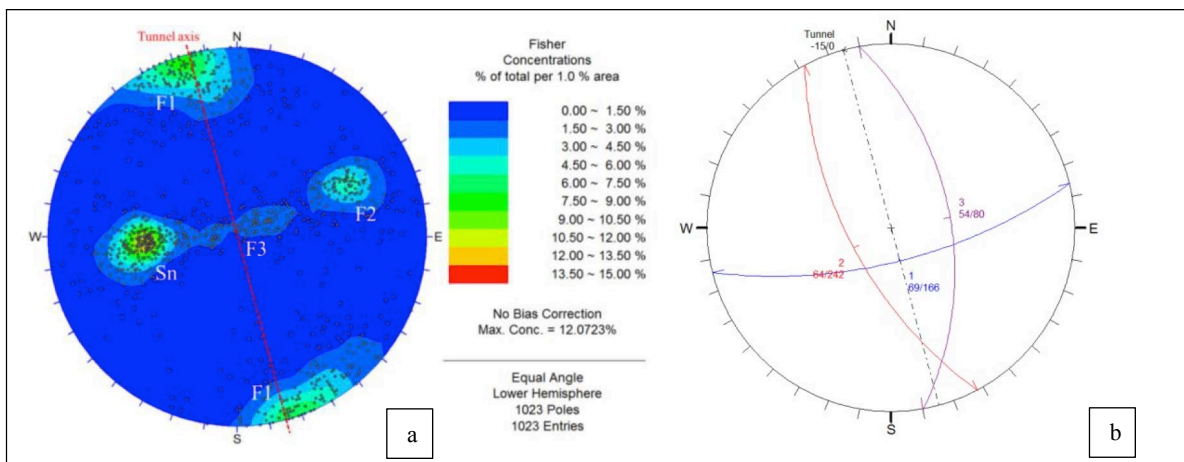 Tunnel axis
N
F1
F2
W
E
F3
Sn
F1
S
a
Fisher
Concentrations
% of total per 1.0 % area
0.00 ~ 1.50 %
1.50 ~ 3.00 %
3.00 ~ 4.50 %
4.50 ~ 6.00 %
6.00 ~ 7.50 %
7.50 ~ 9.00 %
9.00 ~ 10.50 %
10.50 ~ 12.00 %
12.00 ~ 13.50 %
13.50 ~ 15.00 %
No Bias Correction
Max. Conc. = 12.0723%
Equal Angle
Lower Hemisphere
1023 Poles
1023 Entries
N
Tunnel
-15/0
3
54/80
W
E
2
64/242
1
69/166
S
b